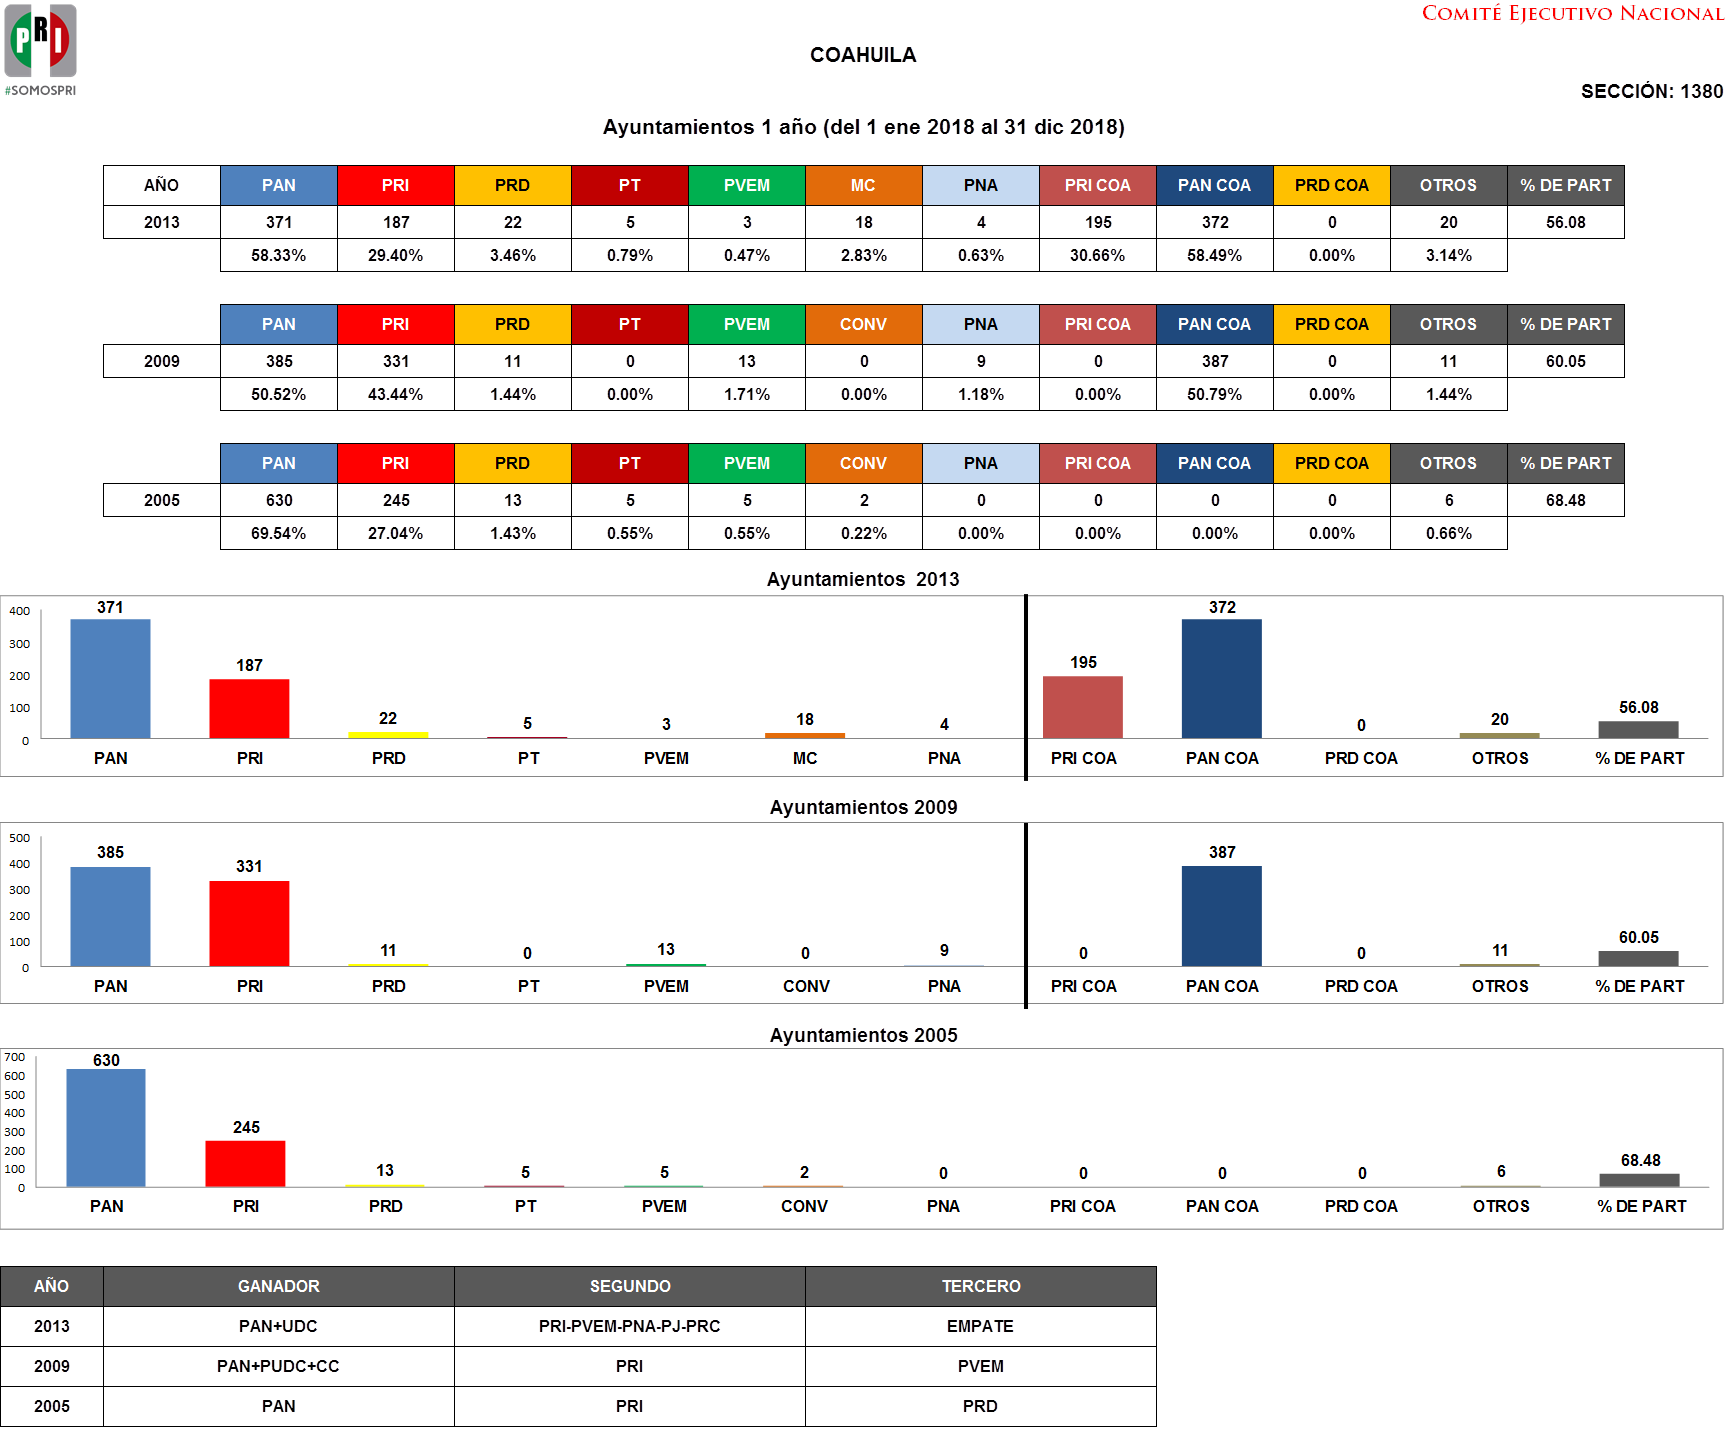 COMITÉ EJECUTIVO NACIONAL
PRI
#SOMOSPRI
COAHUILA
SECCIÓN: 1380
Ayuntamientos 1 año (del 1 ene 2018 al 31 dic 2018)
AÑO PAN PRI PRD PT PVEM MC PNA PRI COA PAN COA PRD COA OTROS % DE PART
2013 371 187 22 5 3 18 4 195 372 0 20 56.08
58.33% 29.40% 3.46% 0.79% 0.47% 2.83% 0.63% 30.66% 58.49% 0.00% 3.14%
PAN PRI PRD PT PVEM CONV PNA PRI COA PAN COA PRD COA OTROS % DE PART
2009 385 331 11 0 13 0 9 0 387 0 11 60.05
50.52% 43.44% 1.44% 0.00% 1.71% 0.00% 1.18% 0.00% 50.79% 0.00% 1.44%
PAN PRI PRD PT PVEM CONV PNA PRI COA PAN COA PRD COA OTROS % DE PART
2005 630 245 13 5 5 2 0 0 0 0 6 68.48
69.54% 27.04% 1.43% 0.55% 0.55% 0.22% 0.00% 0.00% 0.00% 0.00% 0.66%
Ayuntamientos 2013
400
300
200
100
0
371 187 22 5 3 18 4 195 372 0 20 56.08
PAN PRI PRD PT PVEM MC PNA PRI COA PAN COA PRD COA OTROS % DE PART
Ayuntamientos 2009
500
400
300
200
100
0
385 331 11 0 13 0 9 0 387 0 11 60.05
PAN PRI PRD PT PVEM CONV PNA PRI COA PAN COA PRD COA OTROS % DE PART
Ayuntamientos 2005
700
600
500
400
300
200
100
0
630 245 13 5 5 2 0 0 0 0 6 68.48
PAN PRI PRD PT PVEM CONV PNA PRI COA PAN COA PRD COA OTROS % DE PART
AÑO GANADOR SEGUNDO TERCERO
2013 PAN+UDC PRI-PVEM-PNA-PJ-PRC EMPATE
2009 PAN+PUDC+CC PRI PVEM
2005 PAN PRI PRD